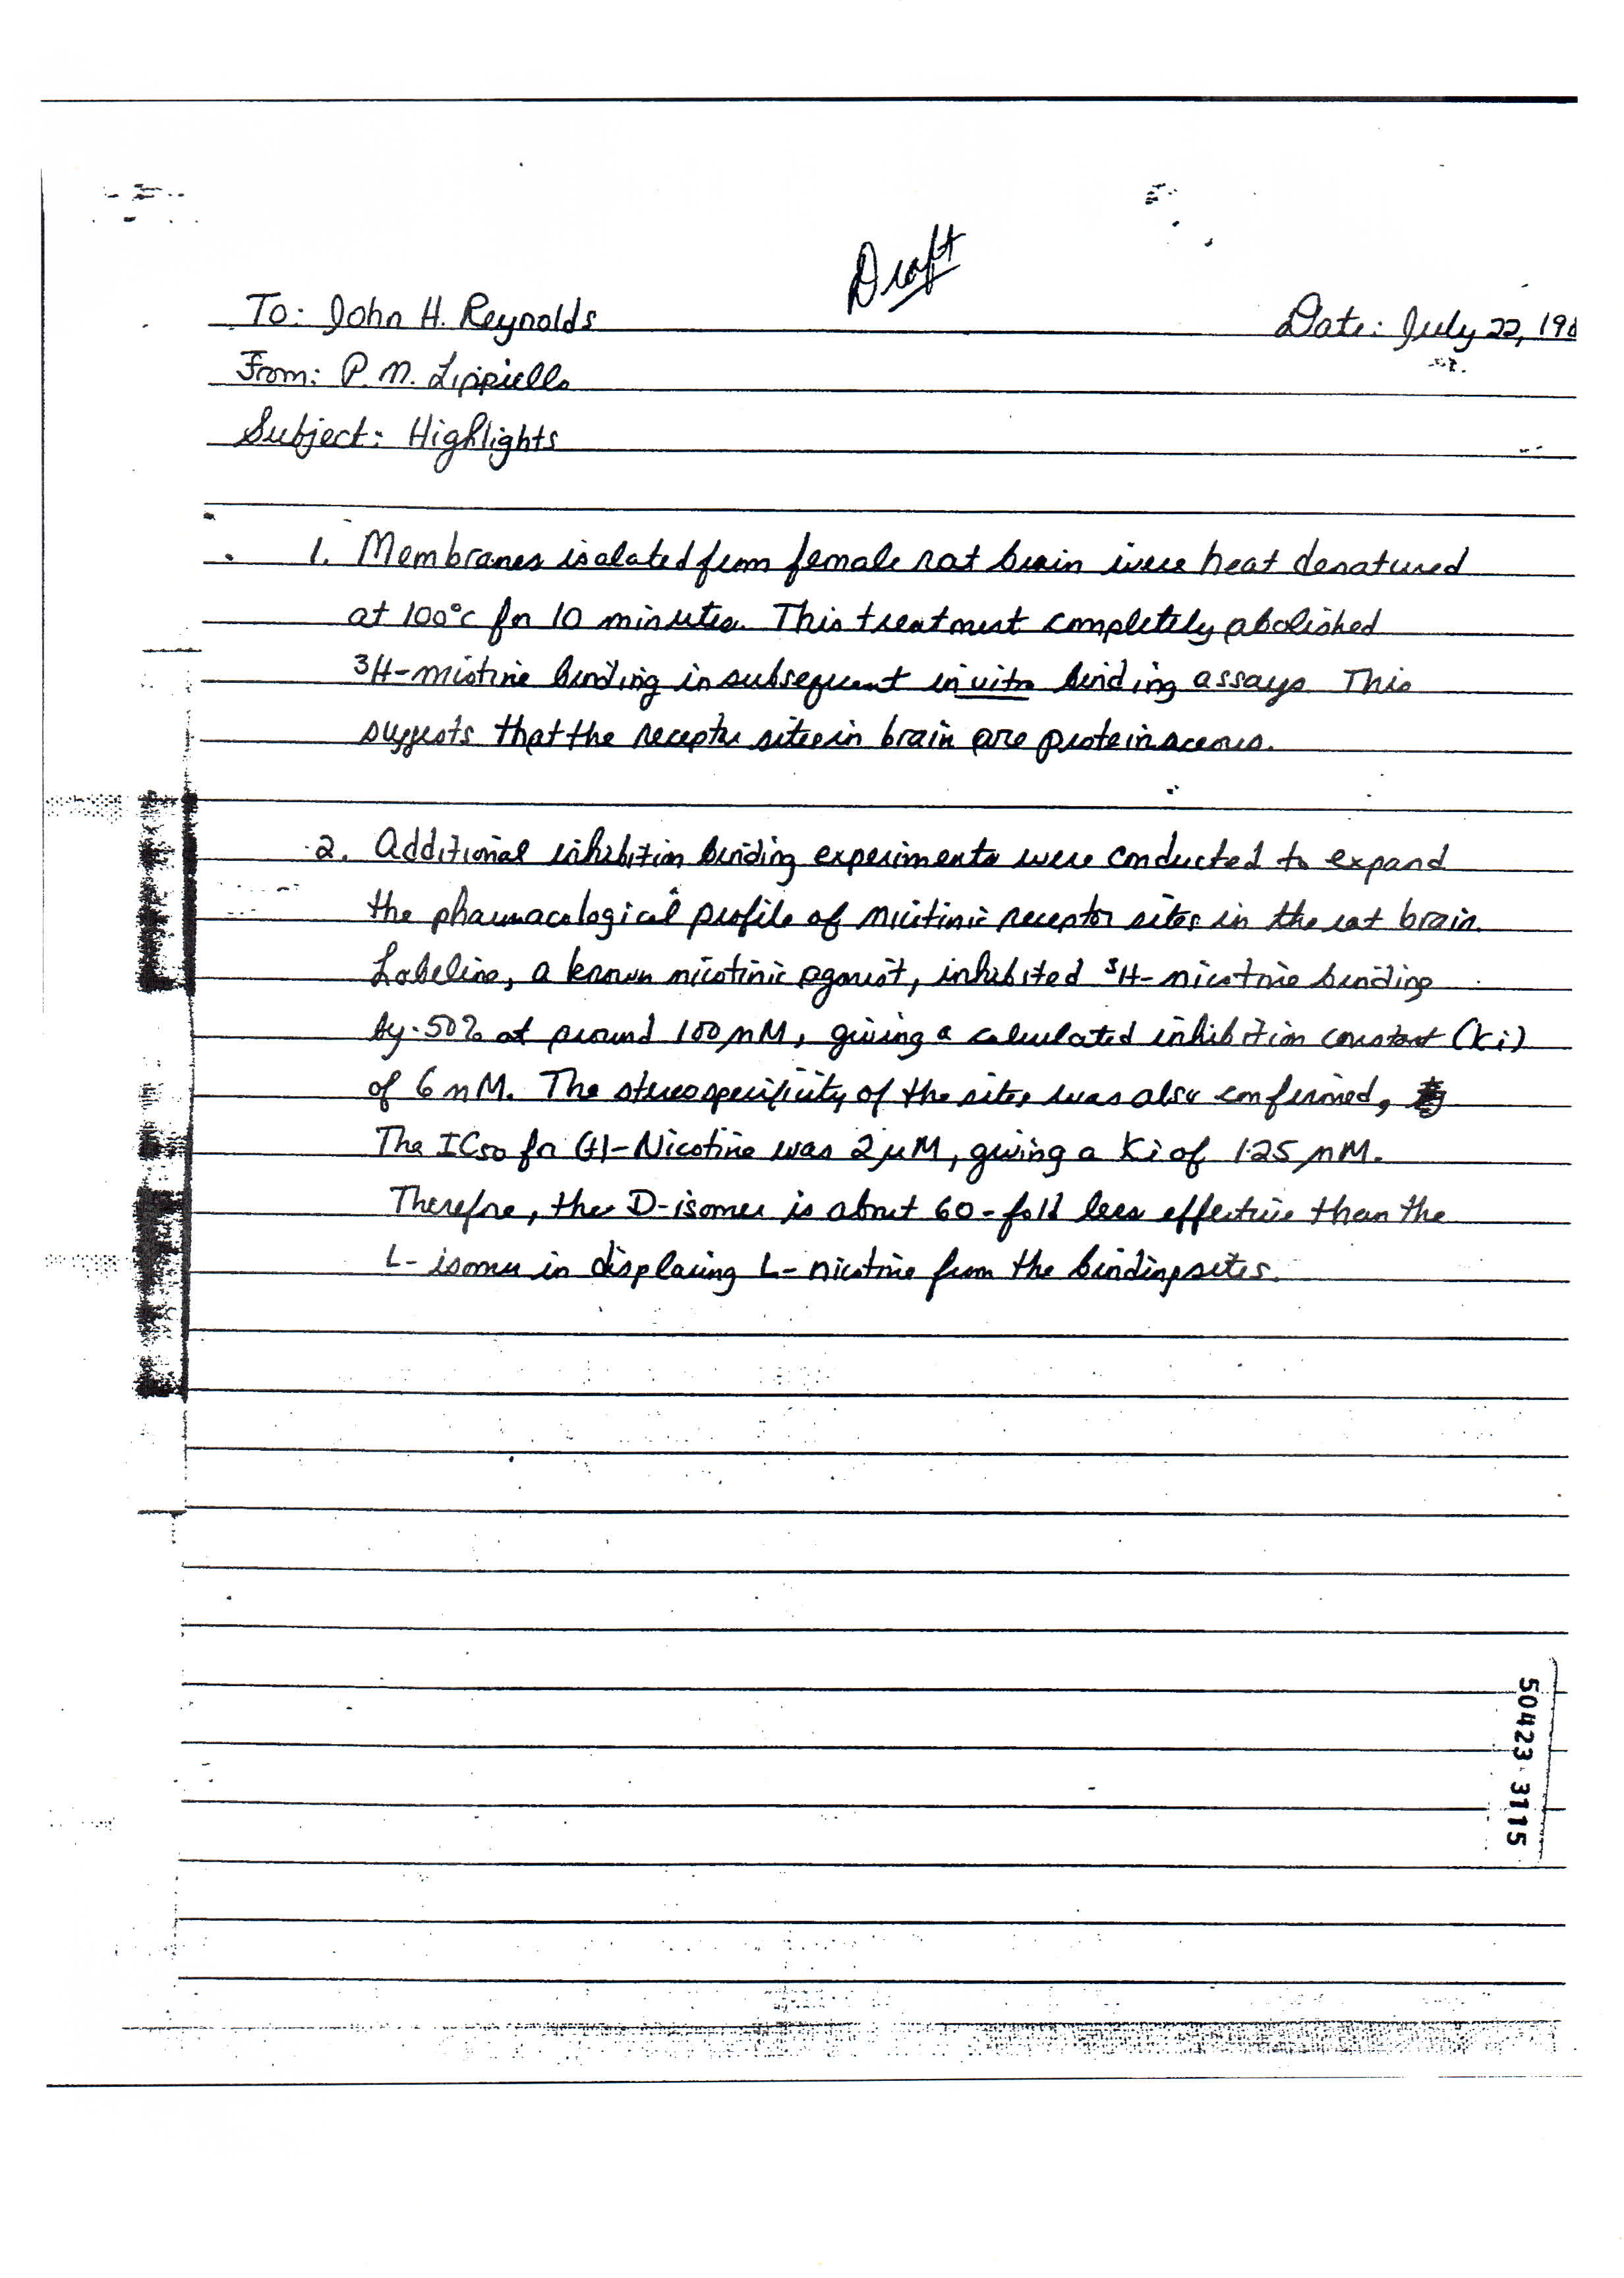 Draft
To: John H. Reynolds Date: July 22, 198
From: P. M. Lippiello
Subject: Highlights
1. Membranes isolated from female rat brain were heat denatured
at 100°C for 10 minutes. This treatment completely abolished
³H-nicotine binding in subsequent in vitro binding assays. This
suggests that the receptor sites in brain are proteinaceous.
2. Additional inhibition binding experiments were conducted to expand
the pharmacological profile of nicotinic receptor sites in the rat brain.
Lobeline, a known nicotinic agonist, inhibited ³H-nicotine binding
by 50% at around 100 nM, giving a calculated inhibition constant (Ki)
of 6 nM. The stereospecificity of the sites was also confirmed,
The IC50 for (+)-Nicotine was 2 µM, giving a Ki of 125 nM.
Therefore, the D-isomer is about 60-fold less effective than the
L-isomer in displacing L-nicotine from the binding sites.
50423 3115